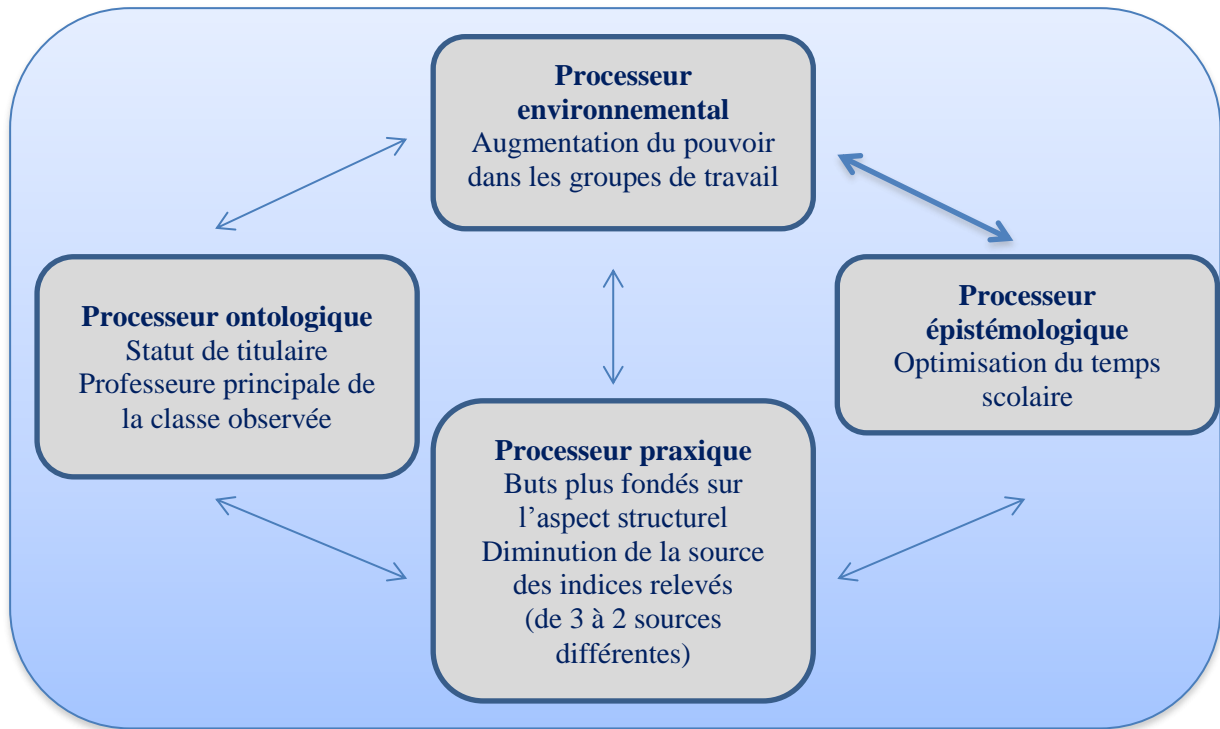 Processeur
environnemental
Augmentation du pouvoir
dans les groupes de travail
Processeur ontologique
Statut de titulaire
Professeure principale de
la classe observée
Processeur
épistémologique
Optimisation du temps
scolaire
Processeur praxique
Buts plus fondés sur
l’aspect structurel
Diminution de la source
des indices relevés
(de 3 à 2 sources
différentes)